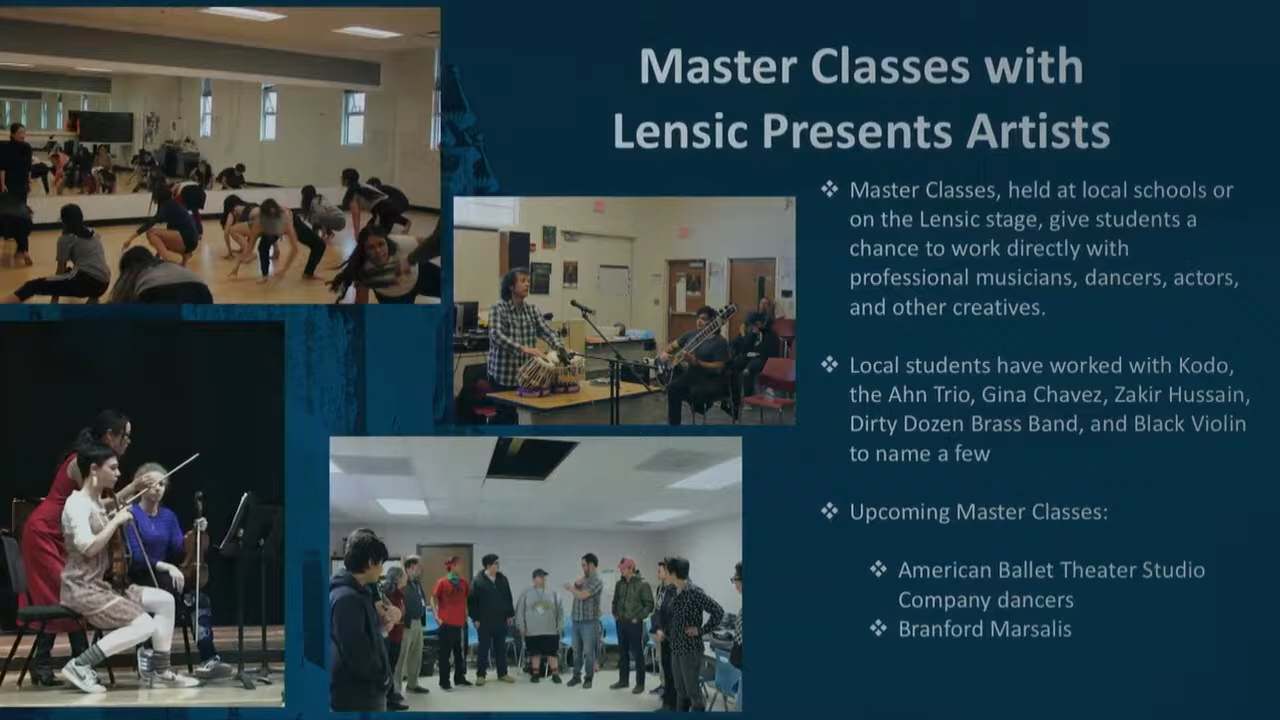 Master Classes with
Lensic Presents Artists
❖ Master Classes, held at local schools or
on the Lensic stage, give students a
chance to work directly with
professional musicians, dancers, actors,
and other creatives.
❖ Local students have worked with Kodo,
the Ahn Trio, Gina Chavez, Zakir Hussain,
Dirty Dozen Brass Band, and Black Violin
to name a few
❖ Upcoming Master Classes:
❖ American Ballet Theater Studio
Company dancers
❖ Branford Marsalis